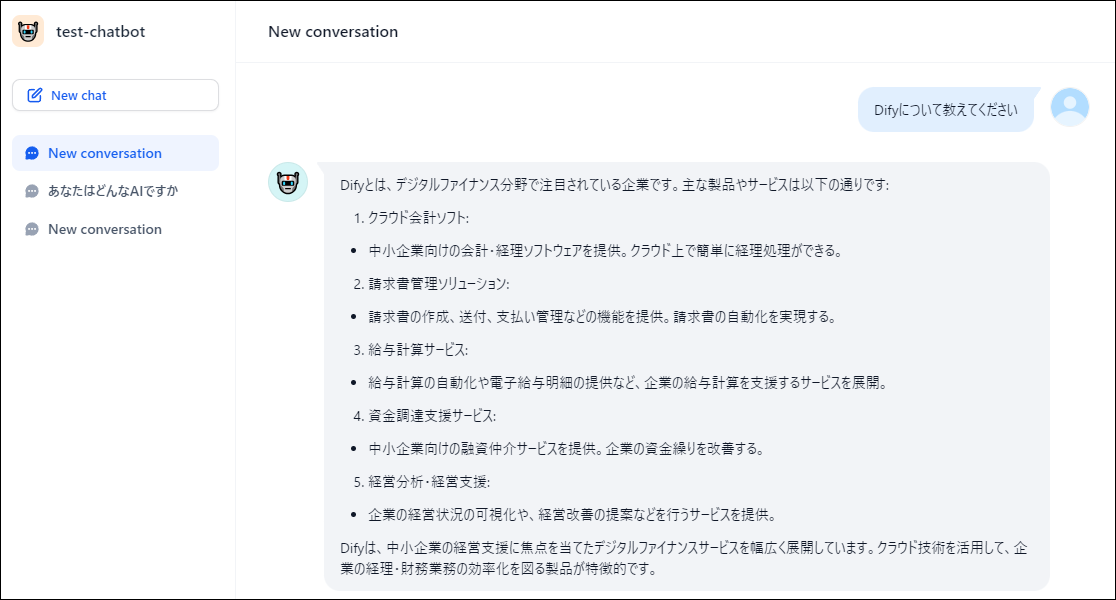 test-chatbot
New conversation
New chat
New conversation
あなたはどんなAIですか
New conversation
Difyについて教えてください
Difyとは、デジタルファイナンス分野で注目されている企業です。主な製品やサービスは以下の通りです:
1. クラウド会計ソフト:
• 中小企業向けの会計・経理ソフトウェアを提供。クラウド上で簡単に経理処理ができる。
2. 請求書管理ソリューション:
• 請求書の作成、送付、支払い管理などの機能を提供。請求書の自動化を実現する。
3. 給与計算サービス:
• 給与計算の自動化や電子給与明細の提供など、企業の給与計算を支援するサービスを展開。
4. 資金調達支援サービス:
• 中小企業向けの融資仲介サービスを提供。企業の資金繰りを改善する。
5. 経営分析・経営支援:
• 企業の経営状況の可視化や、経営改善の提案などを行うサービスを提供。
Difyは、中小企業の経営支援に焦点を当てたデジタルファイナンスサービスを幅広く展開しています。クラウド技術を活用して、企
業の経理・財務業務の効率化を図る製品が特徴的です。